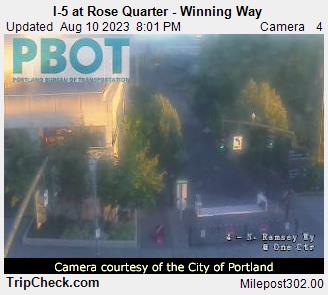 I-5 at Rose Quarter - Winning Way
Updated Aug 10 2023 8:01 PM Camera 4
PBOT
PORTLAND BUREAU OF TRANSPORTATION
4 - N. Ramsey Wy
@ One Ctr
Camera courtesy of the City of Portland
TripCheck.com Milepost302.00